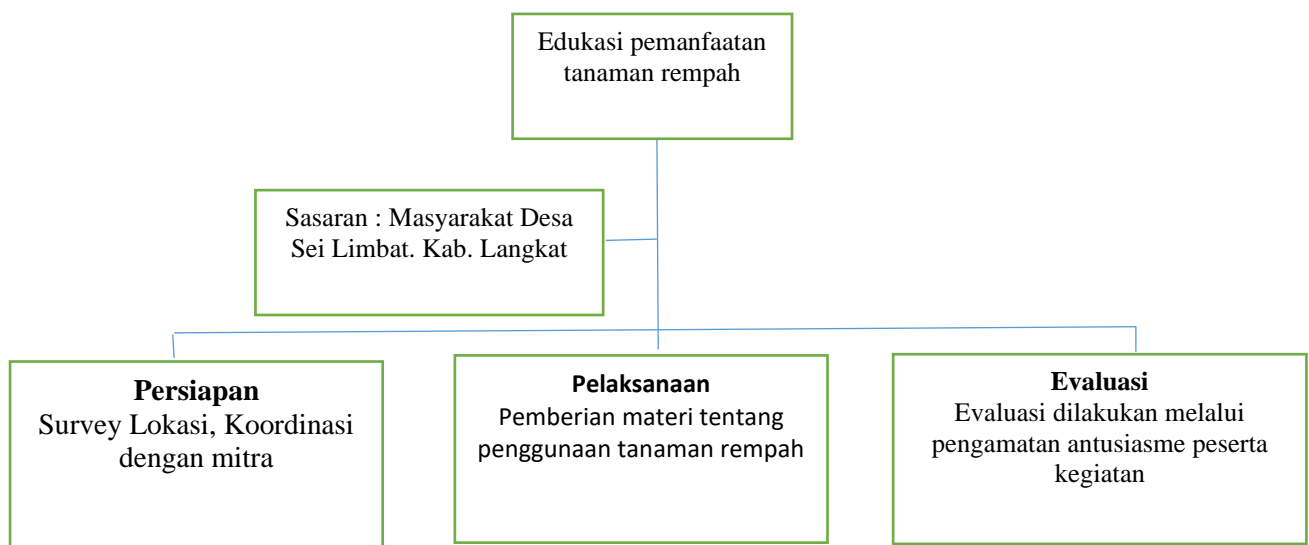 Edukasi pemanfaatan
tanaman rempah
Sasaran : Masyarakat Desa
Sei Limbat. Kab. Langkat
Persiapan
Survey Lokasi, Koordinasi
dengan mitra
Pelaksanaan
Pemberian materi tentang
penggunaan tanaman rempah
Evaluasi
Evaluasi dilakukan melalui
pengamatan antusiasme peserta
kegiatan